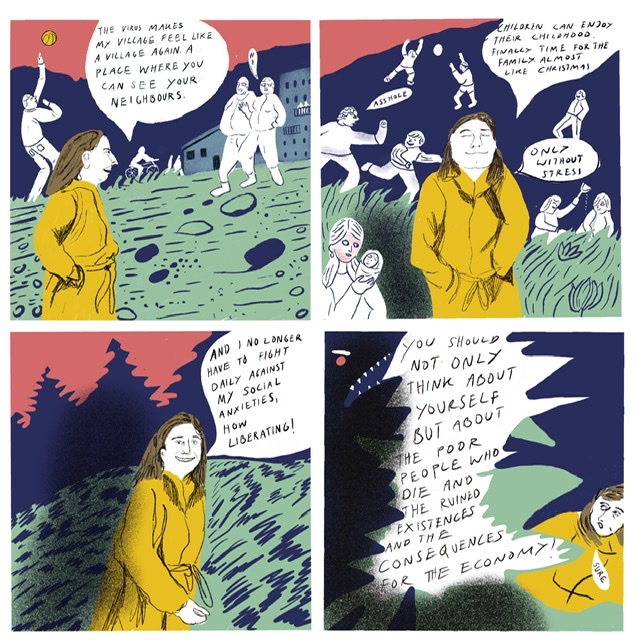 THE VIRUS MAKES
MY VILLAGE FEEL LIKE
A VILLAGE AGAIN. A
PLACE WHERE YOU
CAN SEE YOUR
NEIGHBOURS.
HI
CHILDREN CAN ENJOY
THEIR CHILDHOOD.
FINALLY TIME FOR THE
FAMILY. ALMOST
LIKE CHRISTMAS
ASSHOLE
ONLY
WITHOUT
STRESS
AND I NO LONGER
HAVE TO FIGHT
DAILY AGAINST
MY SOCIAL
ANXIETIES,
HOW
LIBERATING!
YOU SHOULD
NOT ONLY
THINK ABOUT
YOURSELF
BUT ABOUT
THE POOR
PEOPLE WHO
DIE AND
THE RUINED
EXISTENCES
AND THE
CONSEQUENCES
FOR THE ECONOMY!
SURE